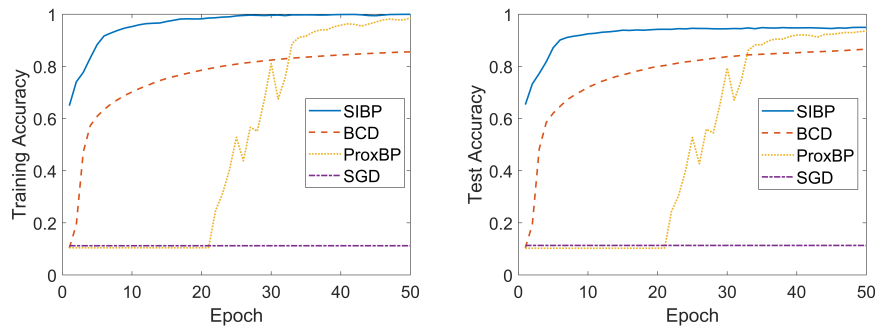 Training Accuracy
1
0.8
0.6
0.4
0.2
0
0 10 20 30 40 50
Epoch
SIBP
BCD
ProxBP
SGD
Test Accuracy
1
0.8
0.6
0.4
0.2
0
0 10 20 30 40 50
Epoch
SIBP
BCD
ProxBP
SGD